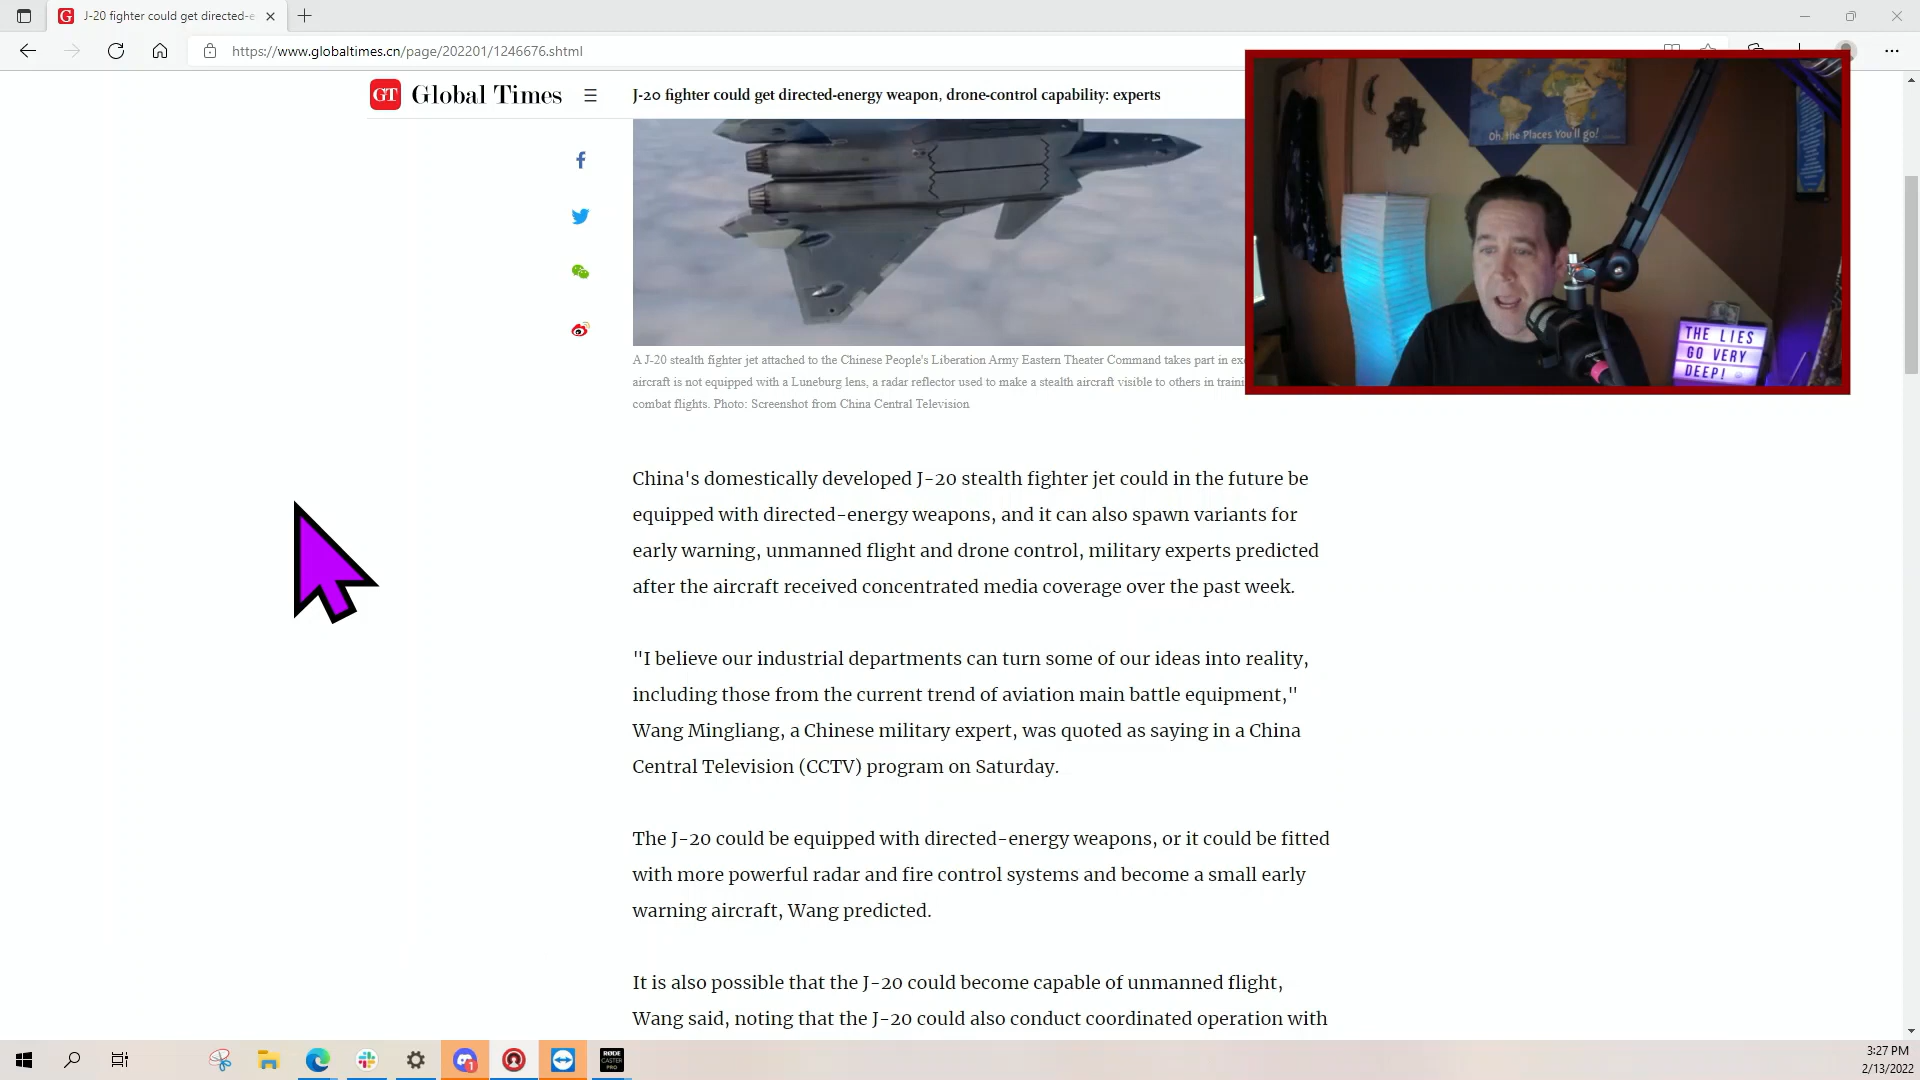 J-20 fighter could get directed-e
https://www.globaltimes.cn/page/202201/1246676.shtml
GT Global Times
J-20 fighter could get directed-energy weapon, drone-control capability: experts
Oh, the Places You'll go!
THE LIES
GO VERY
DEEP!
A J-20 stealth fighter jet attached to the Chinese People's Liberation Army Eastern Theater Command takes part in
aircraft is not equipped with a Luneburg lens, a radar reflector used to make a stealth aircraft visible to others in
combat flights. Photo: Screenshot from China Central Television
China's domestically developed J-20 stealth fighter jet could in the future be
equipped with directed-energy weapons, and it can also spawn variants for
early warning, unmanned flight and drone control, military experts predicted
after the aircraft received concentrated media coverage over the past week.
"I believe our industrial departments can turn some of our ideas into reality,
including those from the current trend of aviation main battle equipment,"
Wang Mingliang, a Chinese military expert, was quoted as saying in a China
Central Television (CCTV) program on Saturday.
The J-20 could be equipped with directed-energy weapons, or it could be fitted
with more powerful radar and fire control systems and become a small early
warning aircraft, Wang predicted.
It is also possible that the J-20 could become capable of unmanned flight,
Wang said, noting that the J-20 could also conduct coordinated operation with
RØDE
CASTER
PRO
3:27 PM
2/13/2022